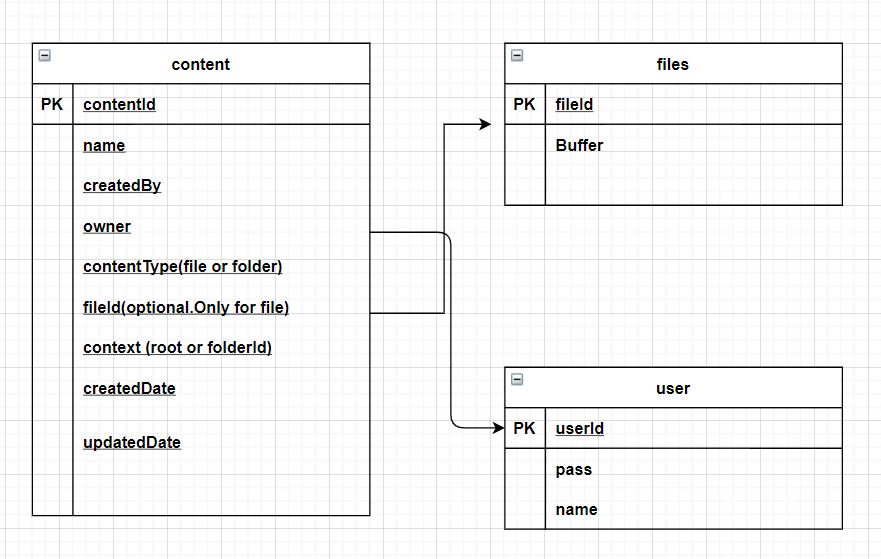 content
PK contentId
name
createdBy
owner
contentType(file or folder)
fileId(optional.Only for file)
context (root or folderId)
createdDate
updatedDate
files
PK fileId
Buffer
user
PK userId
pass
name